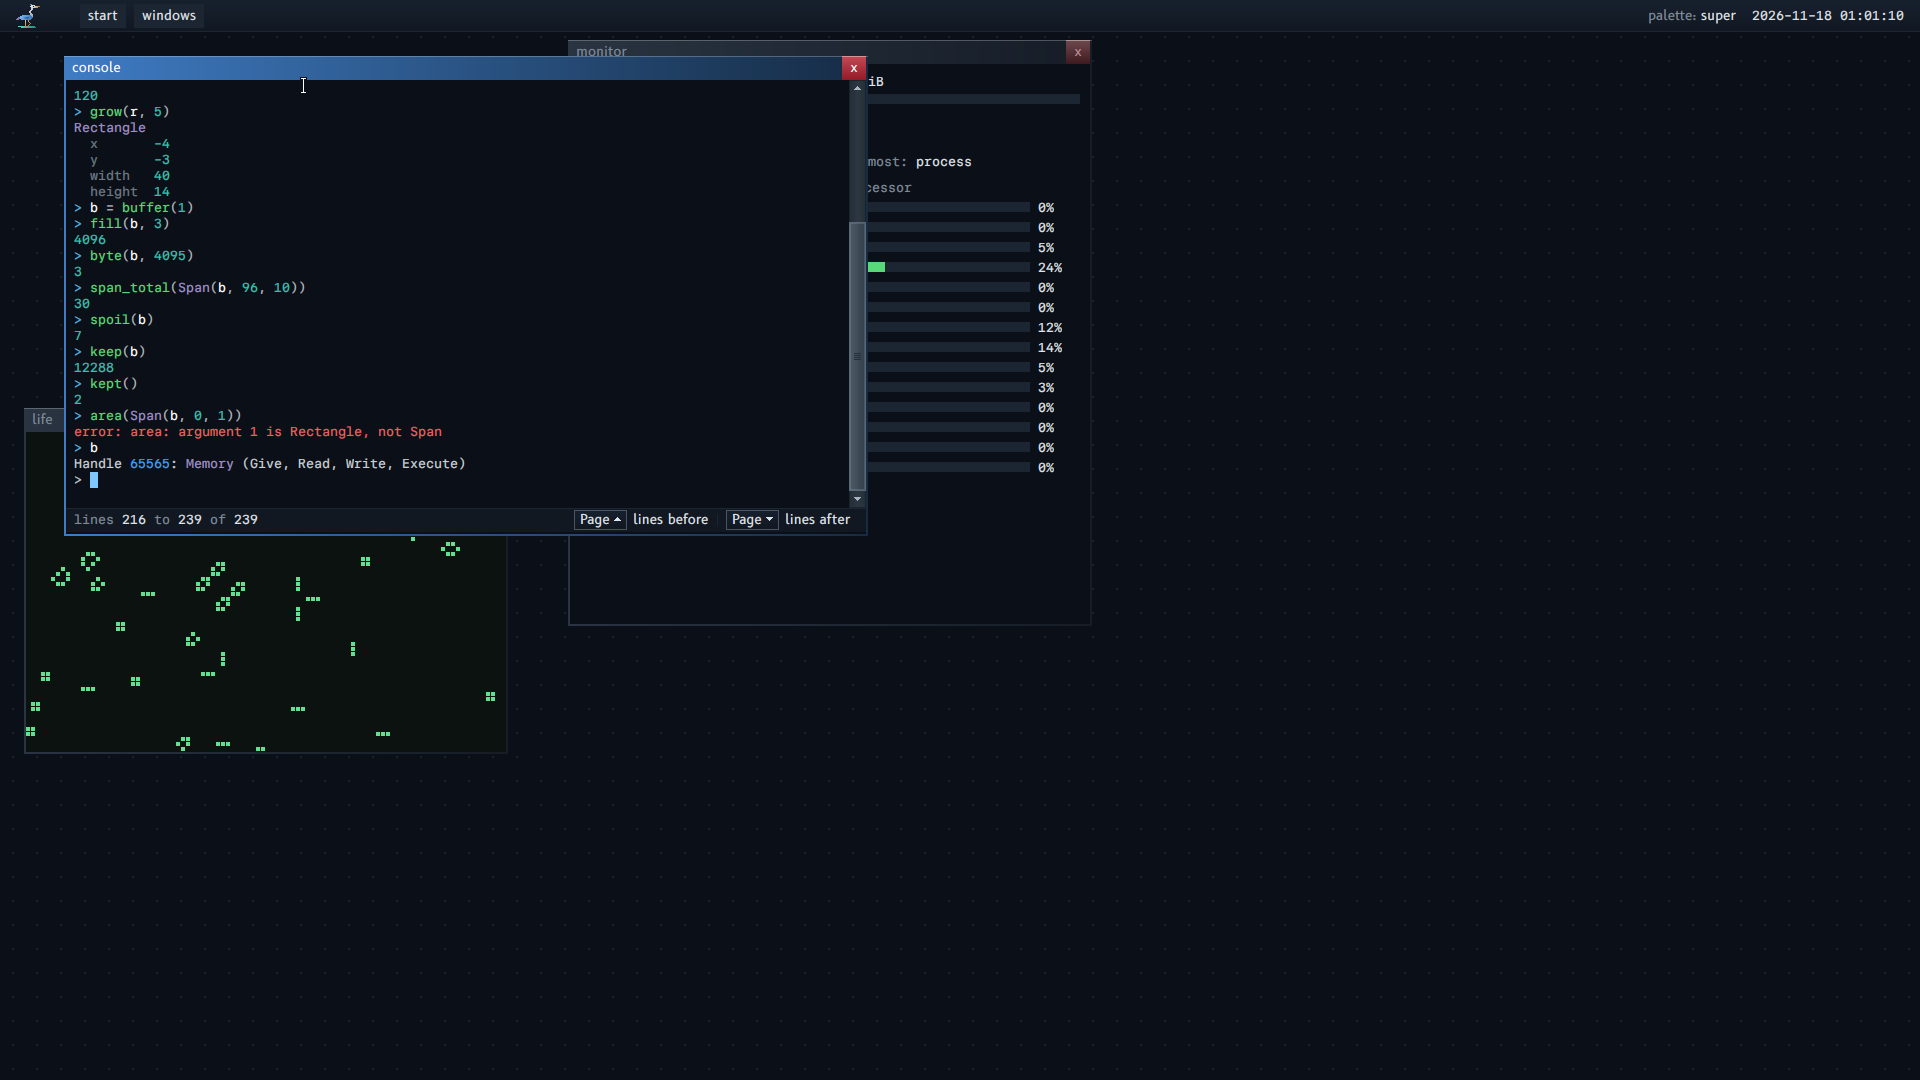 start windows palette: super 2026-11-18 01:01:10
monitor x
console x
iB
120
> grow(r, 5)
Rectangle
x -4
y -3
width 40
height 14
> b = buffer(1)
> fill(b, 3)
4096
> byte(b, 4095)
3
> span_total(Span(b, 96, 10))
30
> spoil(b)
7
> keep(b)
12288
> kept()
2
> area(Span(b, 0, 1))
error: area: argument 1 is Rectangle, not Span
> b
Handle 65565: Memory (Give, Read, Write, Execute)
>
lines 216 to 239 of 239 Page lines before Page lines after
most: process
cessor
0%
0%
5%
24%
0%
0%
12%
14%
5%
3%
0%
0%
0%
0%
life